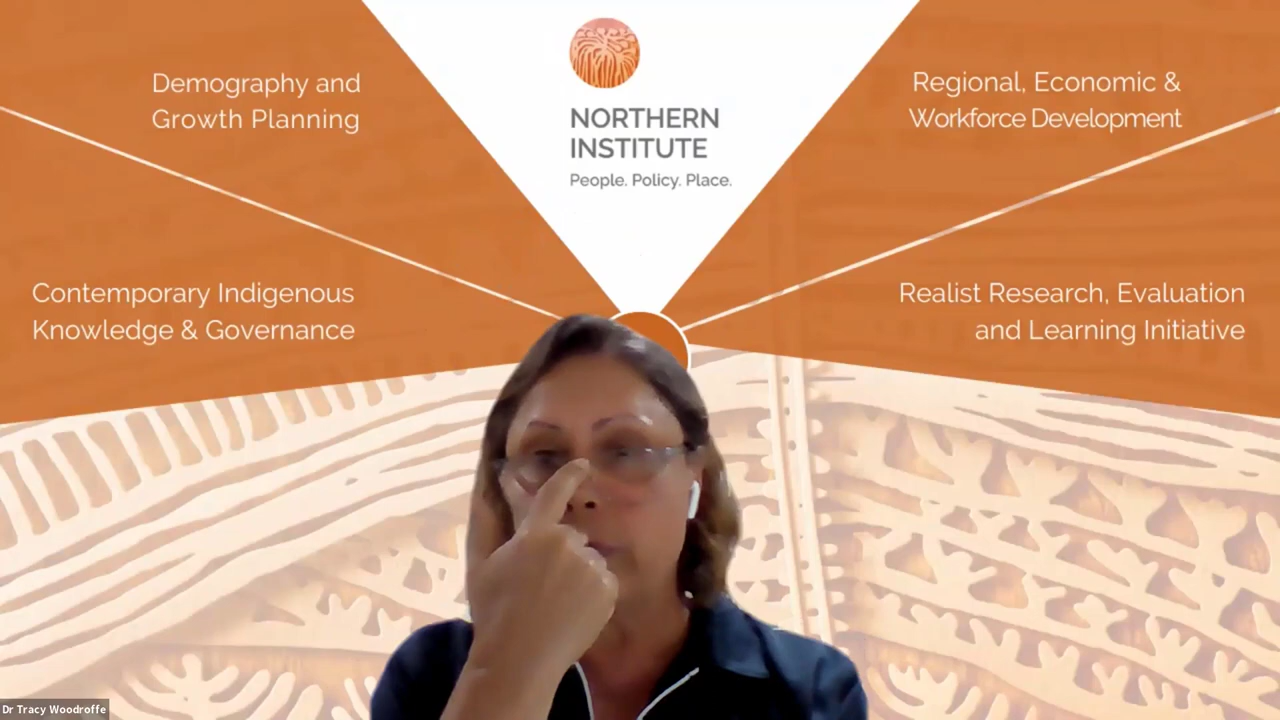 Demography and
Growth Planning
NORTHERN
INSTITUTE
People. Policy. Place.
Regional, Economic &
Workforce Development
Contemporary Indigenous
Knowledge & Governance
Realist Research, Evaluation
and Learning Initiative
Dr Tracy Woodroffe